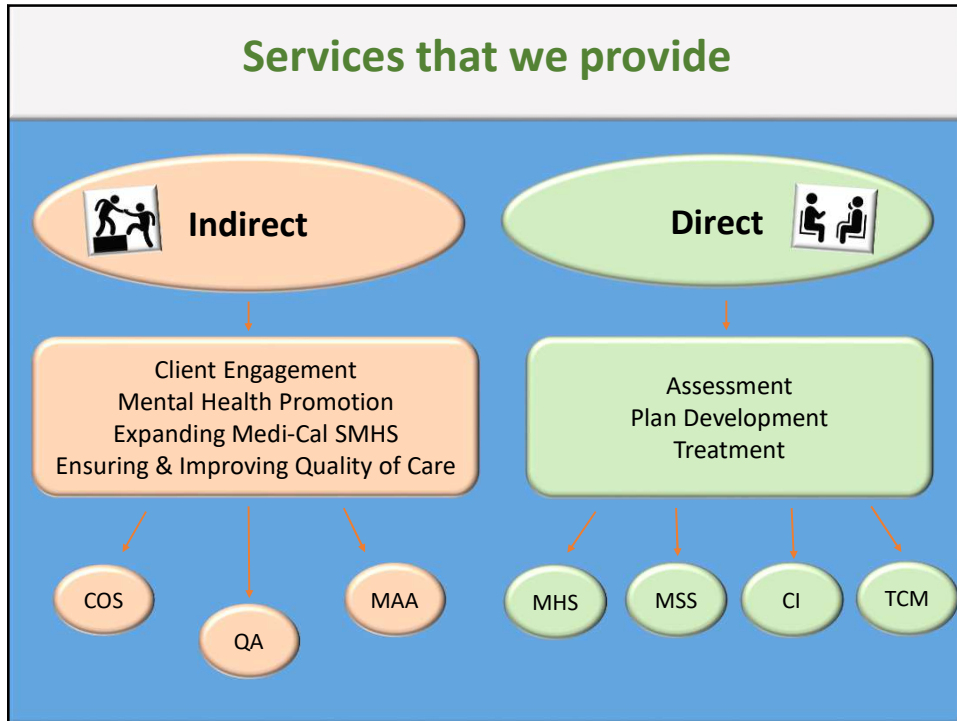 Services that we provide
Indirect
Direct
Client Engagement
Mental Health Promotion
Expanding Medi-Cal SMHS
Ensuring & Improving Quality of Care
Assessment
Plan Development
Treatment
COS
QA
MAA
MHS
MSS
CI
TCM